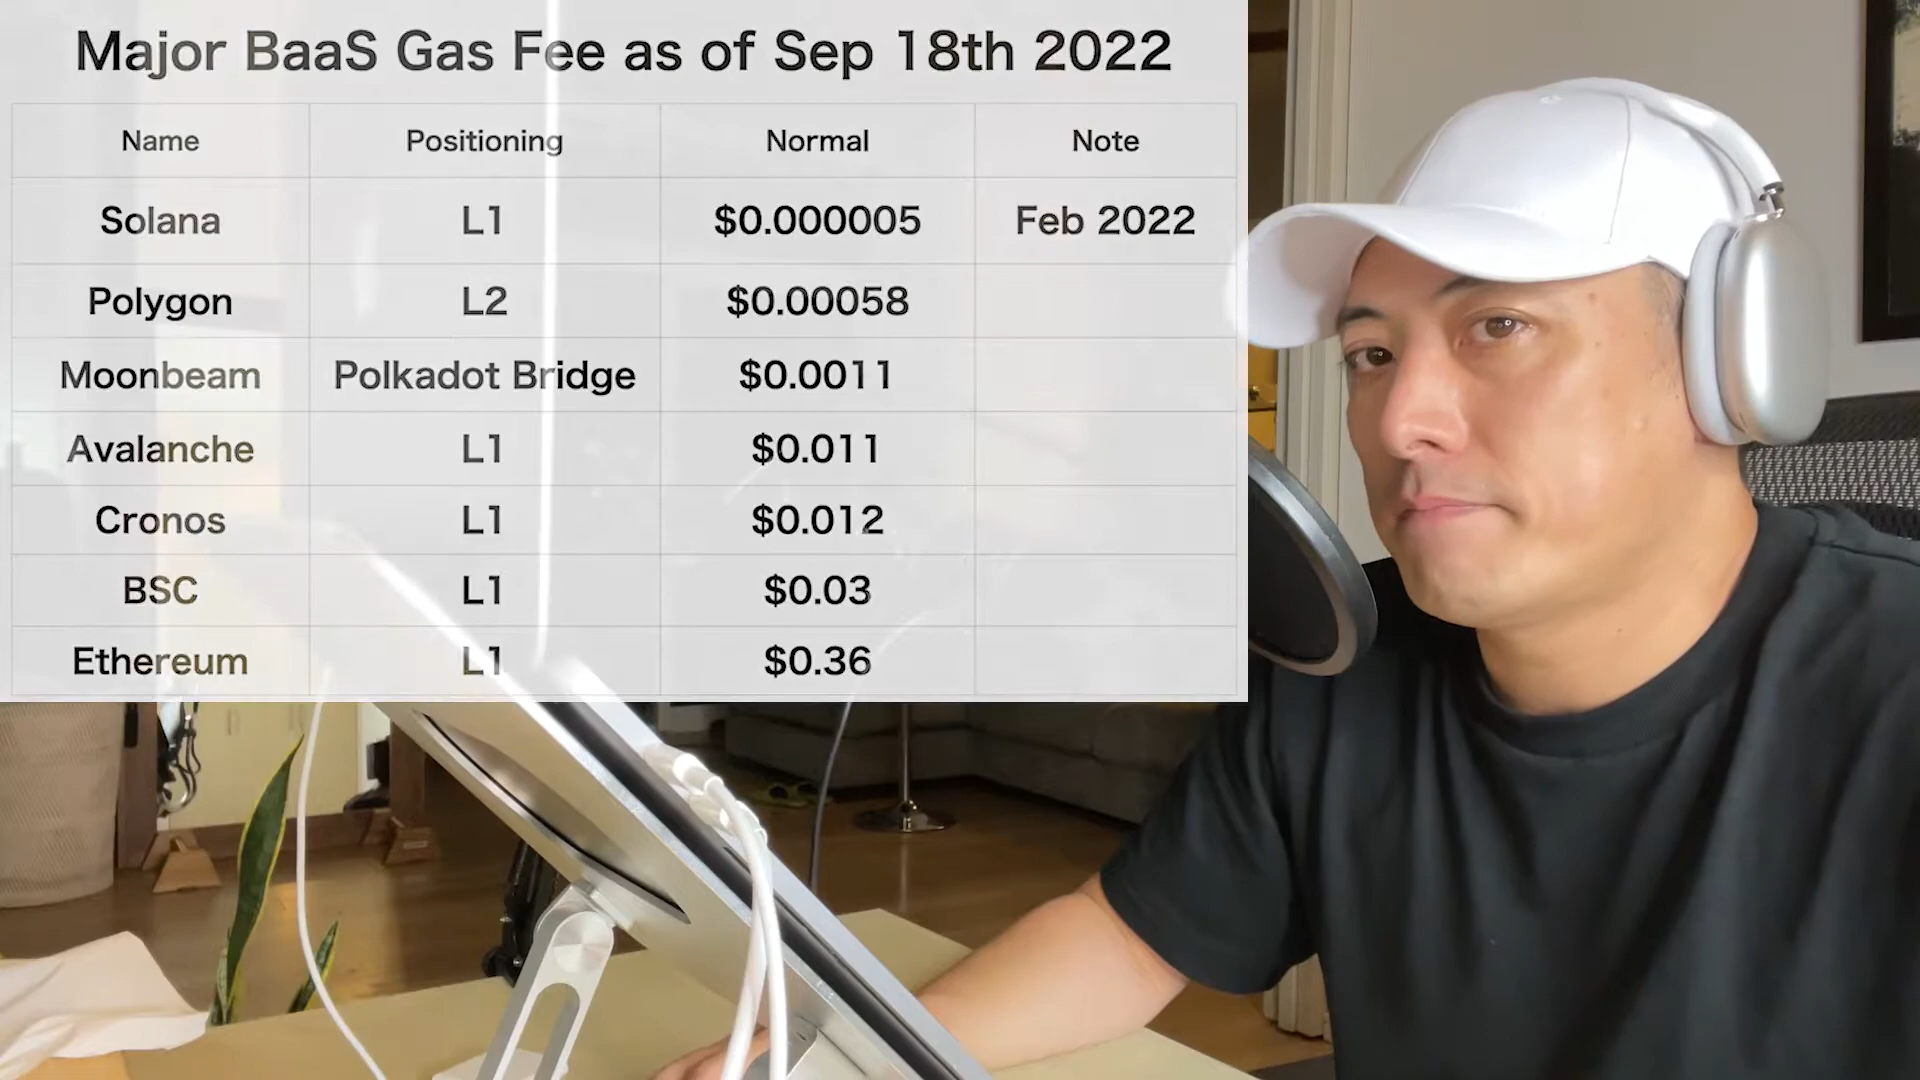 Major BaaS Gas Fee as of Sep 18th 2022
Name Positioning Normal Note
Solana L1 $0.000005 Feb 2022
Polygon L2 $0.00058
Moonbeam Polkadot Bridge $0.0011
Avalanche L1 $0.011
Cronos L1 $0.012
BSC L1 $0.03
Ethereum L1 $0.36